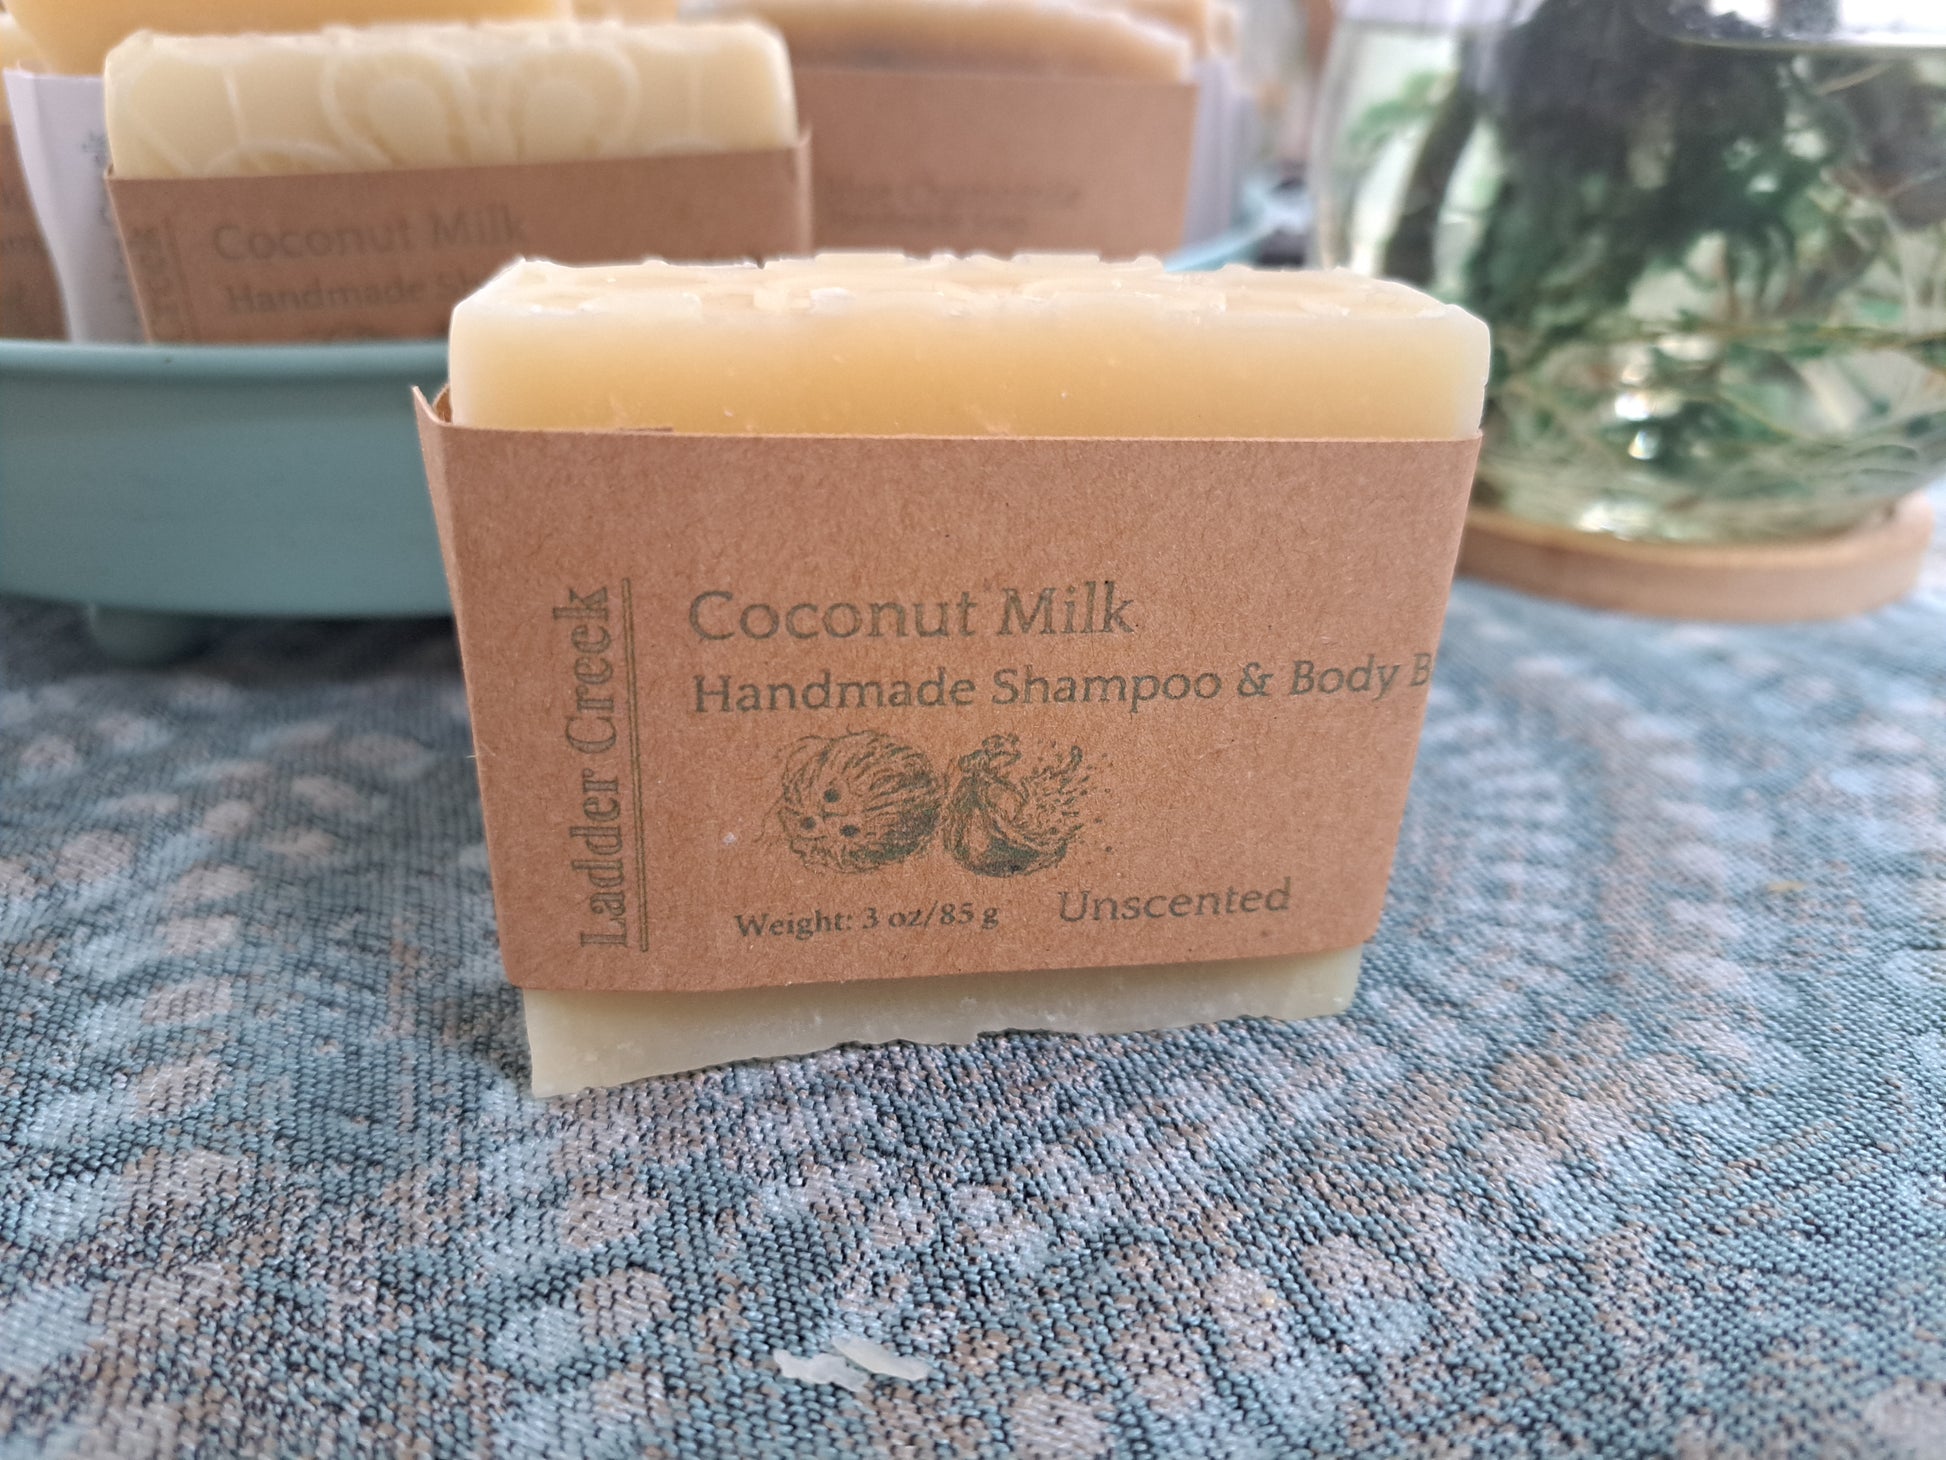 Coconut Milk
Handmade
Ladder Creek
Coconut Milk
Handmade Shampoo & Body B
Weight: 3 oz/85 g
Unscented